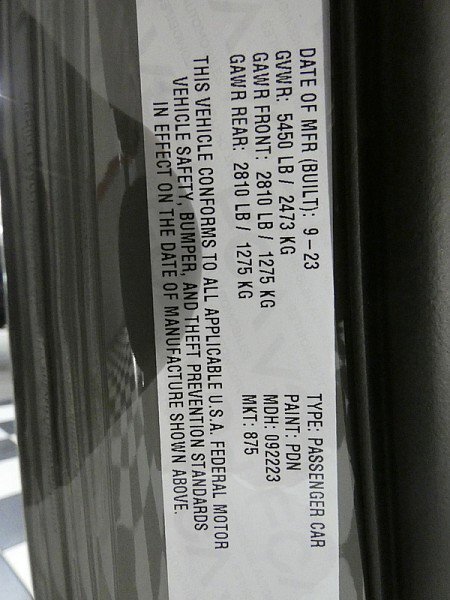 DATE OF MFR (BUILT): 9-23 TYPE: PASSENGER CAR
GVWR: 5450 LB / 2473 KG PAINT: PDN
GAWR FRONT: 2810 LB / 1275 KG MDH: 092223
GAWR REAR: 2810 LB / 1275 KG MKT: 875
THIS VEHICLE CONFORMS TO ALL APPLICABLE U.S.A. FEDERAL MOTOR
VEHICLE SAFETY, BUMPER, AND THEFT PREVENTION STANDARDS
IN EFFECT ON THE DATE OF MANUFACTURE SHOWN ABOVE.